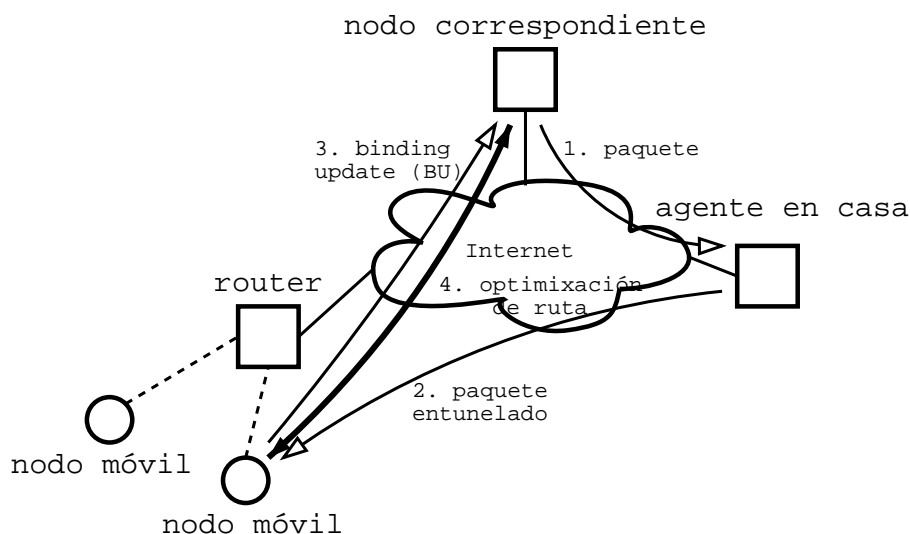 nodo correspondiente
3. binding
update (BU)
1. paquete
agente en casa
Internet
4. optimixación
de ruta
router
2. paquete
entunelado
nodo móvil
nodo móvil